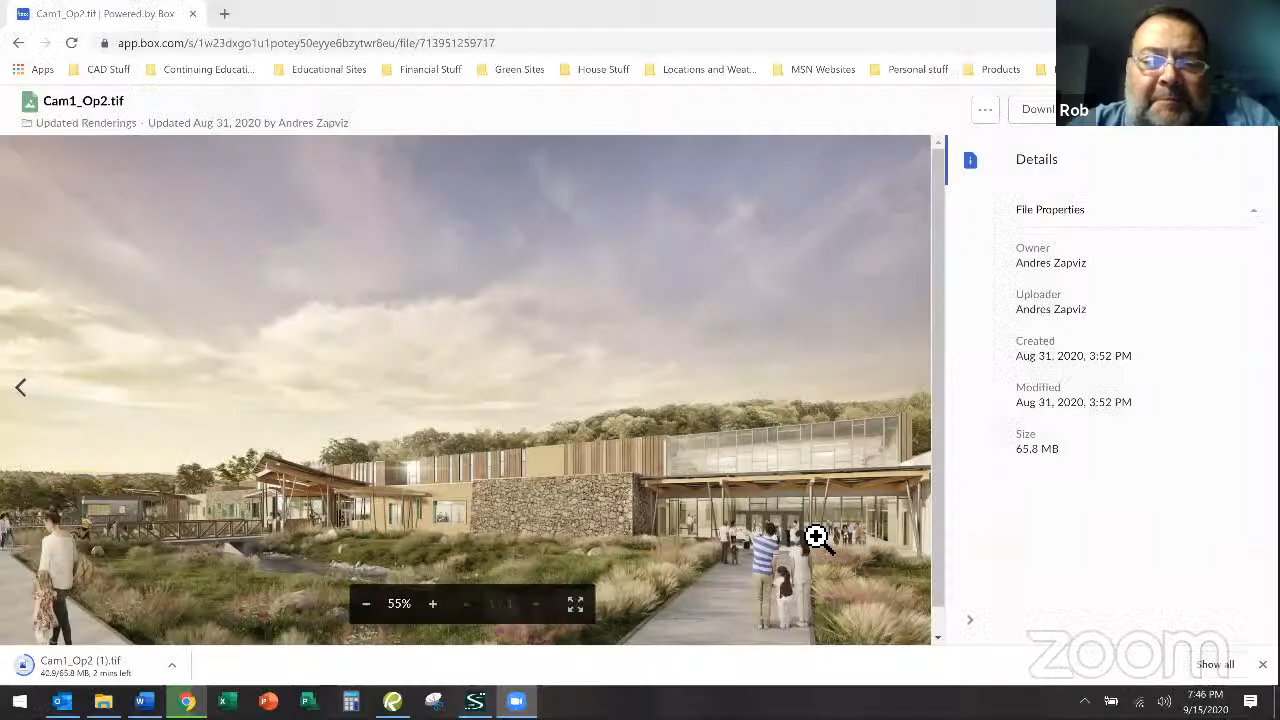 Cam1_Op2.tif | Powered by Box
app.box.com/s/1w23dxgo1u1potey50eyye6bzytwr8eu/file/713951259717
Apps CAD Stuff Continuing Educati... Educational Sites Financial Green Sites House Stuff Locations and Weat... MSN Websites Personal stuff Products
Rob
Cam1_Op2.tif
Updated Renderings - Updated Aug 31, 2020 by Andres Zapviz
Downl
Details
File Properties
Owner
Andres Zapviz
Uploader
Andres Zapviz
Created
Aug 31, 2020, 3:52 PM
Modified
Aug 31, 2020, 3:52 PM
Size
65.8 MB
55%
1 / 1
zoom
Cam1_Op2 (1).tif
40.9/65.8 MB, 2 mins left
Show all
7:46 PM
9/15/2020